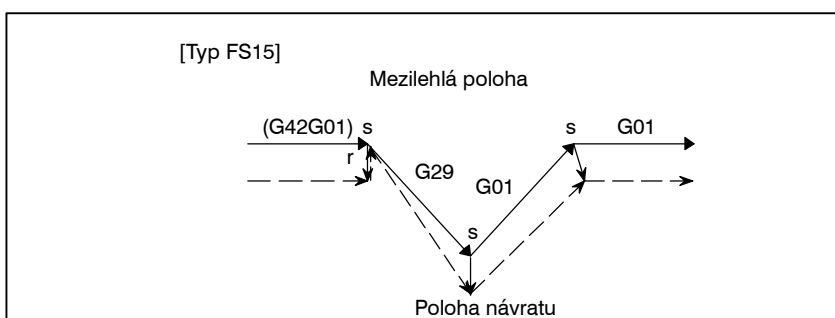 [Typ FS15]
Mezilehlá poloha
(G42G01) s
s G01
r
G29
G01
s
Poloha návratu